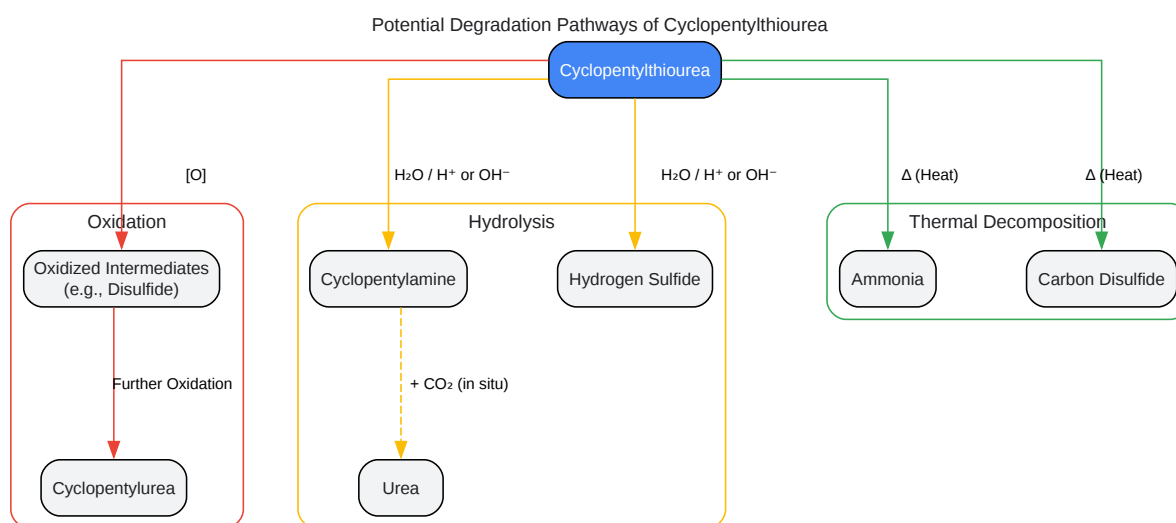 Potential Degradation Pathways of Cyclopentylthiourea
Cyclopentylthiourea
[O]
H₂O / H⁺ or OH⁻
H₂O / H⁺ or OH⁻
Δ (Heat)
Δ (Heat)
Oxidation
Hydrolysis
Thermal Decomposition
Oxidized Intermediates
(e.g., Disulfide)
Cyclopentylamine
Hydrogen Sulfide
Ammonia
Carbon Disulfide
Further Oxidation
+ CO₂ (in situ)
Cyclopentylurea
Urea